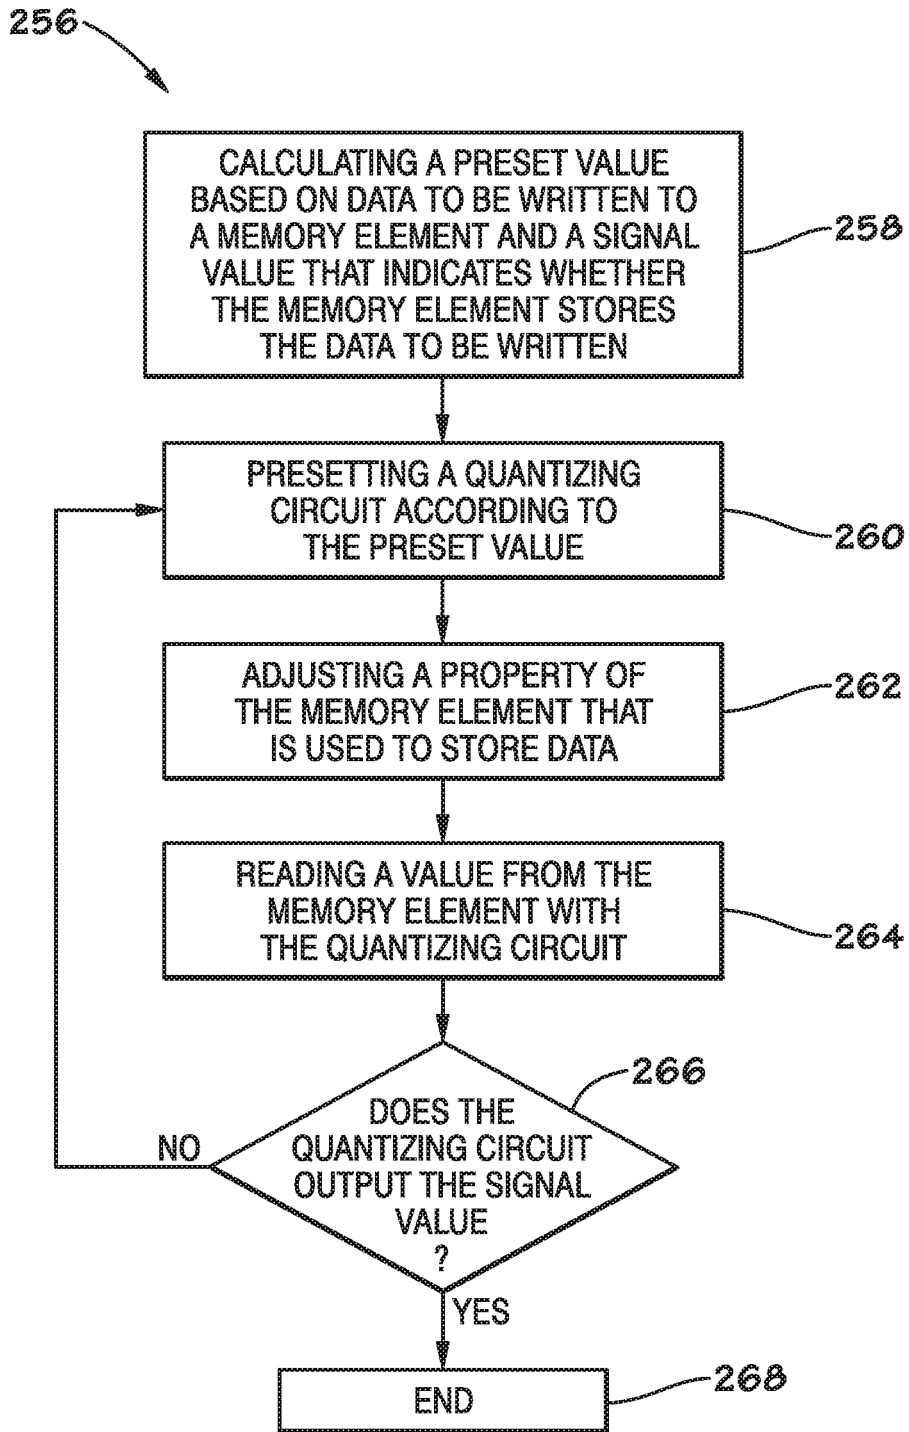 256
CALCULATING A PRESET VALUE
BASED ON DATA TO BE WRITTEN TO
A MEMORY ELEMENT AND A SIGNAL
VALUE THAT INDICATES WHETHER
THE MEMORY ELEMENT STORES
THE DATA TO BE WRITTEN
258
PRESETTING A QUANTIZING
CIRCUIT ACCORDING TO
THE PRESET VALUE
260
ADJUSTING A PROPERTY OF
THE MEMORY ELEMENT THAT
IS USED TO STORE DATA
262
READING A VALUE FROM THE
MEMORY ELEMENT WITH
THE QUANTIZING CIRCUIT
264
266
DOES THE
QUANTIZING CIRCUIT
OUTPUT THE SIGNAL
VALUE
?
NO
YES
END
268